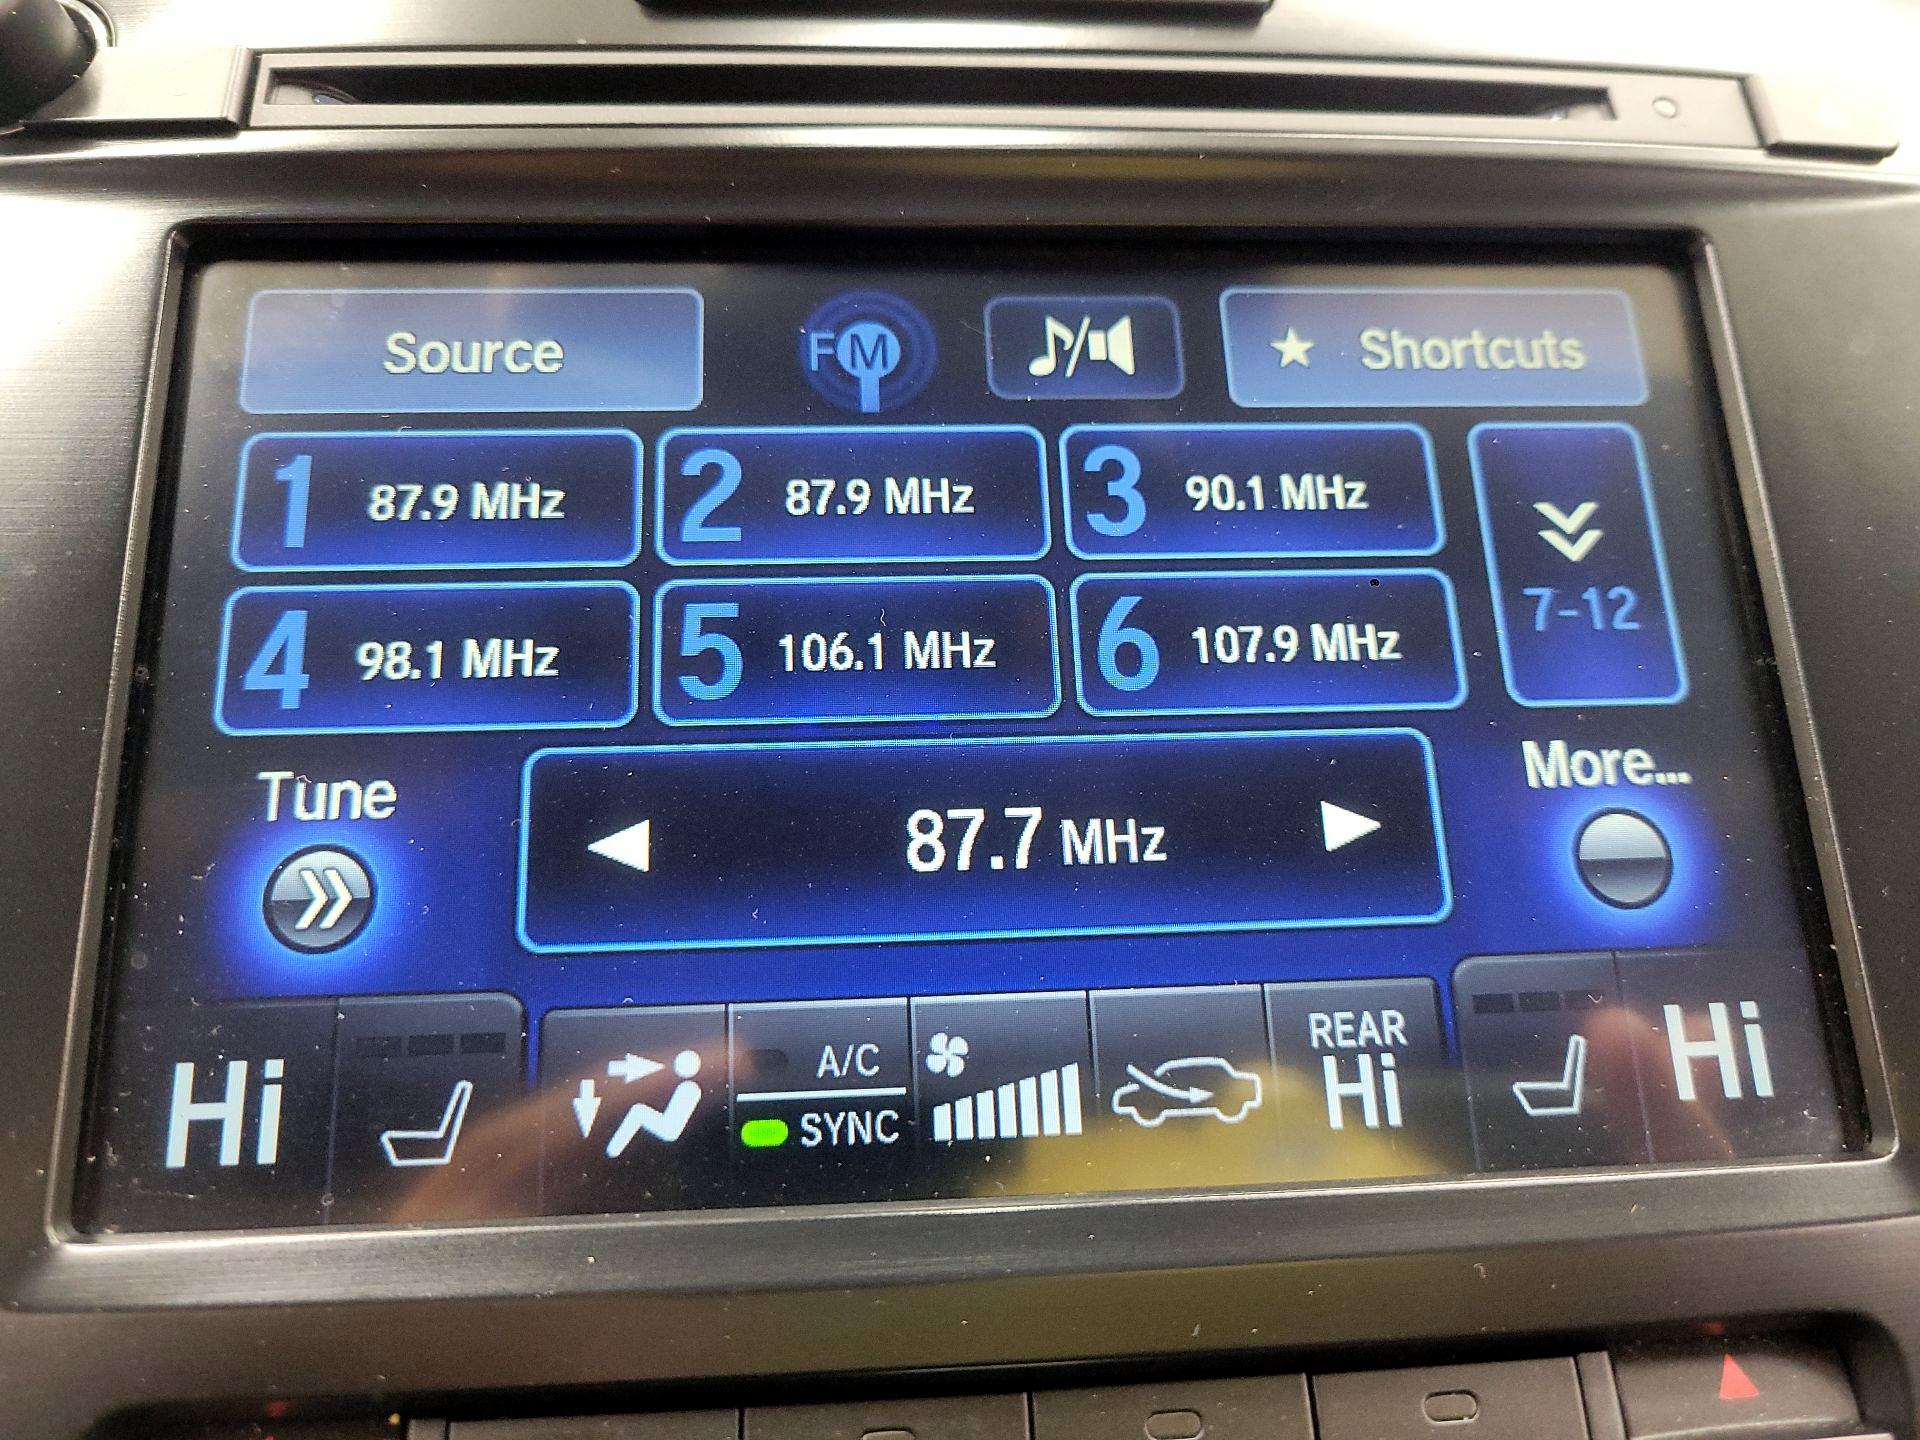 Source
FM
Shortcuts
1 87.9 MHz
2 87.9 MHz
3 90.1 MHz
4 98.1 MHz
5 106.1 MHz
6 107.9 MHz
7-12
Tune
87.7 MHz
More...
Hi
A/C
SYNC
REAR
Hi
Hi